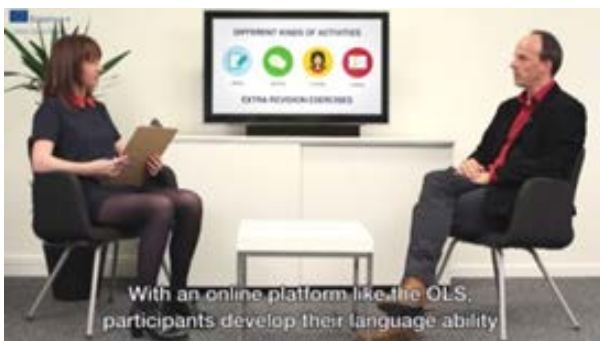 DIFFERENT KINDS OF ACTIVITIES
EXTRA REVISION EXERCISES
With an online platform like the OLS,
participants develop their language ability